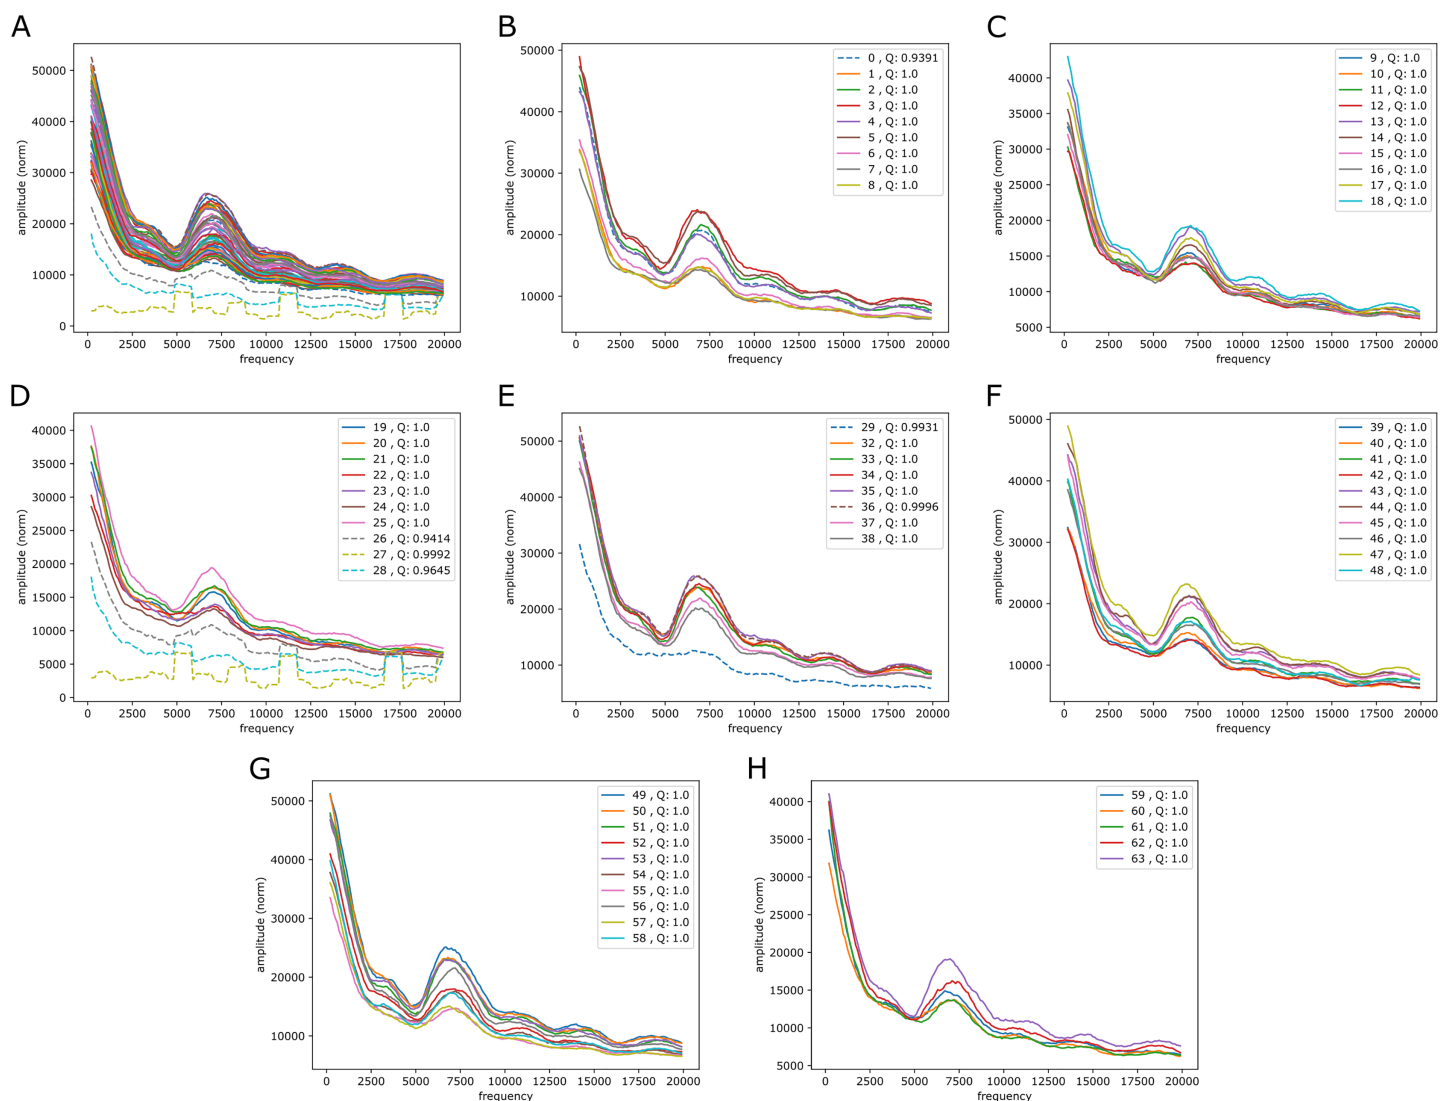 A
amplitude (norm)
50000
40000
30000
20000
10000
0
0 2500 5000 7500 10000 12500 15000 17500 20000
frequency
B
amplitude (norm)
50000
40000
30000
20000
10000
0 2500 5000 7500 10000 12500 15000 17500 20000
frequency
0 , Q: 0.9391
1 , Q: 1.0
2 , Q: 1.0
3 , Q: 1.0
4 , Q: 1.0
5 , Q: 1.0
6 , Q: 1.0
7 , Q: 1.0
8 , Q: 1.0
C
amplitude (norm)
40000
35000
30000
25000
20000
15000
10000
5000
0 2500 5000 7500 10000 12500 15000 17500 20000
frequency
9 , Q: 1.0
10 , Q: 1.0
11 , Q: 1.0
12 , Q: 1.0
13 , Q: 1.0
14 , Q: 1.0
15 , Q: 1.0
16 , Q: 1.0
17 , Q: 1.0
18 , Q: 1.0
D
amplitude (norm)
40000
35000
30000
25000
20000
15000
10000
5000
0
0 2500 5000 7500 10000 12500 15000 17500 20000
frequency
19 , Q: 1.0
20 , Q: 1.0
21 , Q: 1.0
22 , Q: 1.0
23 , Q: 1.0
24 , Q: 1.0
25 , Q: 1.0
26 , Q: 0.9414
27 , Q: 0.9992
28 , Q: 0.9645
E
amplitude (norm)
50000
40000
30000
20000
10000
0 2500 5000 7500 10000 12500 15000 17500 20000
frequency
29 , Q: 0.9931
32 , Q: 1.0
33 , Q: 1.0
34 , Q: 1.0
35 , Q: 1.0
36 , Q: 0.9996
37 , Q: 1.0
38 , Q: 1.0
F
amplitude (norm)
50000
40000
30000
20000
10000
0 2500 5000 7500 10000 12500 15000 17500 20000
frequency
39 , Q: 1.0
40 , Q: 1.0
41 , Q: 1.0
42 , Q: 1.0
43 , Q: 1.0
44 , Q: 1.0
45 , Q: 1.0
46 , Q: 1.0
47 , Q: 1.0
48 , Q: 1.0
G
amplitude (norm)
50000
40000
30000
20000
10000
0 2500 5000 7500 10000 12500 15000 17500 20000
frequency
49 , Q: 1.0
50 , Q: 1.0
51 , Q: 1.0
52 , Q: 1.0
53 , Q: 1.0
54 , Q: 1.0
55 , Q: 1.0
56 , Q: 1.0
57 , Q: 1.0
58 , Q: 1.0
H
amplitude (norm)
40000
35000
30000
25000
20000
15000
10000
5000
0 2500 5000 7500 10000 12500 15000 17500 20000
frequency
59 , Q: 1.0
60 , Q: 1.0
61 , Q: 1.0
62 , Q: 1.0
63 , Q: 1.0